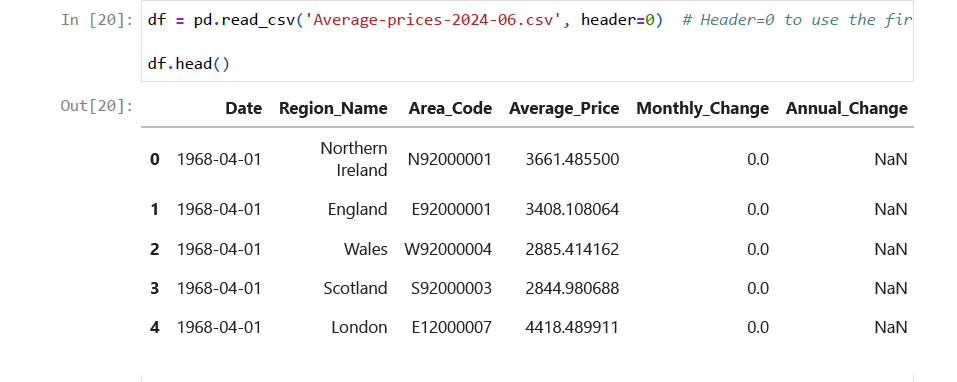 In [20]: df = pd.read_csv('Average-prices-2024-06.csv', header=0)  # Header=0 to use the fir
df.head()
Out[20]:
Date Region_Name Area_Code Average_Price Monthly_Change Annual_Change
0 1968-04-01 Northern Ireland N92000001 3661.485500 0.0 NaN
1 1968-04-01 England E92000001 3408.108064 0.0 NaN
2 1968-04-01 Wales W92000004 2885.414162 0.0 NaN
3 1968-04-01 Scotland S92000003 2844.980688 0.0 NaN
4 1968-04-01 London E12000007 4418.489911 0.0 NaN